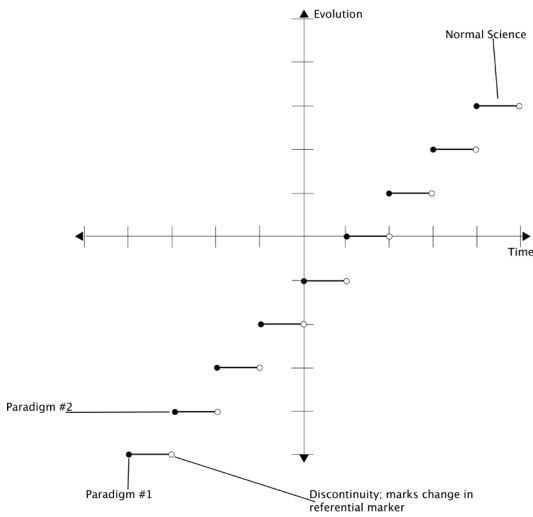 Evolution
Normal Science
Time
Paradigm #2
Paradigm #1
Discontinuity; marks change in
referential marker